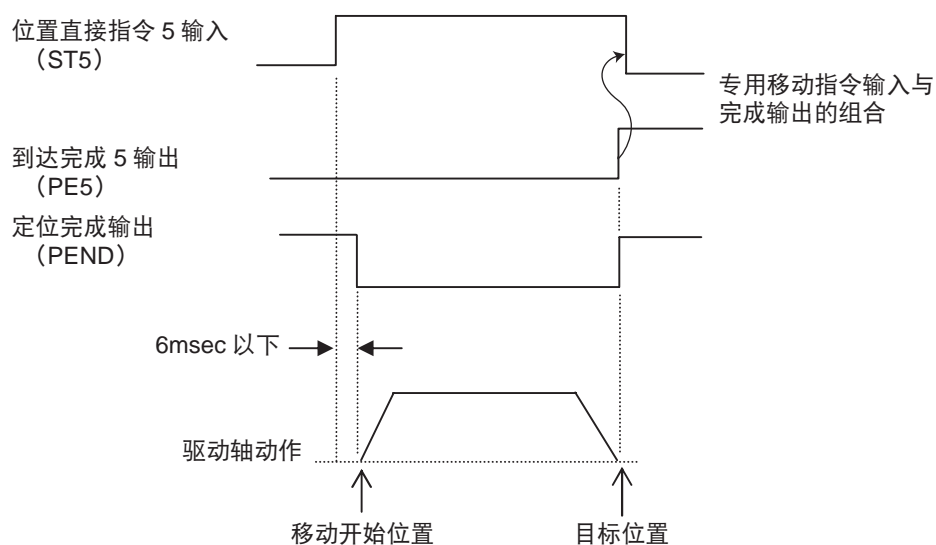 位置直接指令 5 输入
（ST5）
专用移动指令输入与
完成输出的组合
到达完成 5 输出
（PE5）
定位完成输出
（PEND）
6msec 以下
驱动轴动作
移动开始位置
目标位置